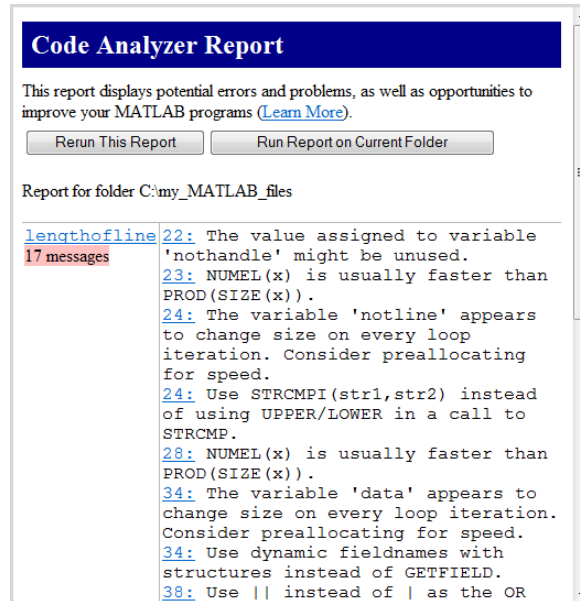 Code Analyzer Report
This report displays potential errors and problems, as well as opportunities to
improve your MATLAB programs (Learn More).
Rerun This Report
Run Report on Current Folder
Report for folder C:\my_MATLAB_files
lengthofline
17 messages
22: The value assigned to variable
'nothandle' might be unused.
23: NUMEL(x) is usually faster than
PROD(SIZE(x)).
24: The variable 'notline' appears
to change size on every loop
iteration. Consider preallocating
for speed.
24: Use STRCMPI(str1,str2) instead
of using UPPER/LOWER in a call to
STRCMP.
28: NUMEL(x) is usually faster than
PROD(SIZE(x)).
34: The variable 'data' appears to
change size on every loop iteration.
Consider preallocating for speed.
34: Use dynamic fieldnames with
structures instead of GETFIELD.
38: Use || instead of | as the OR